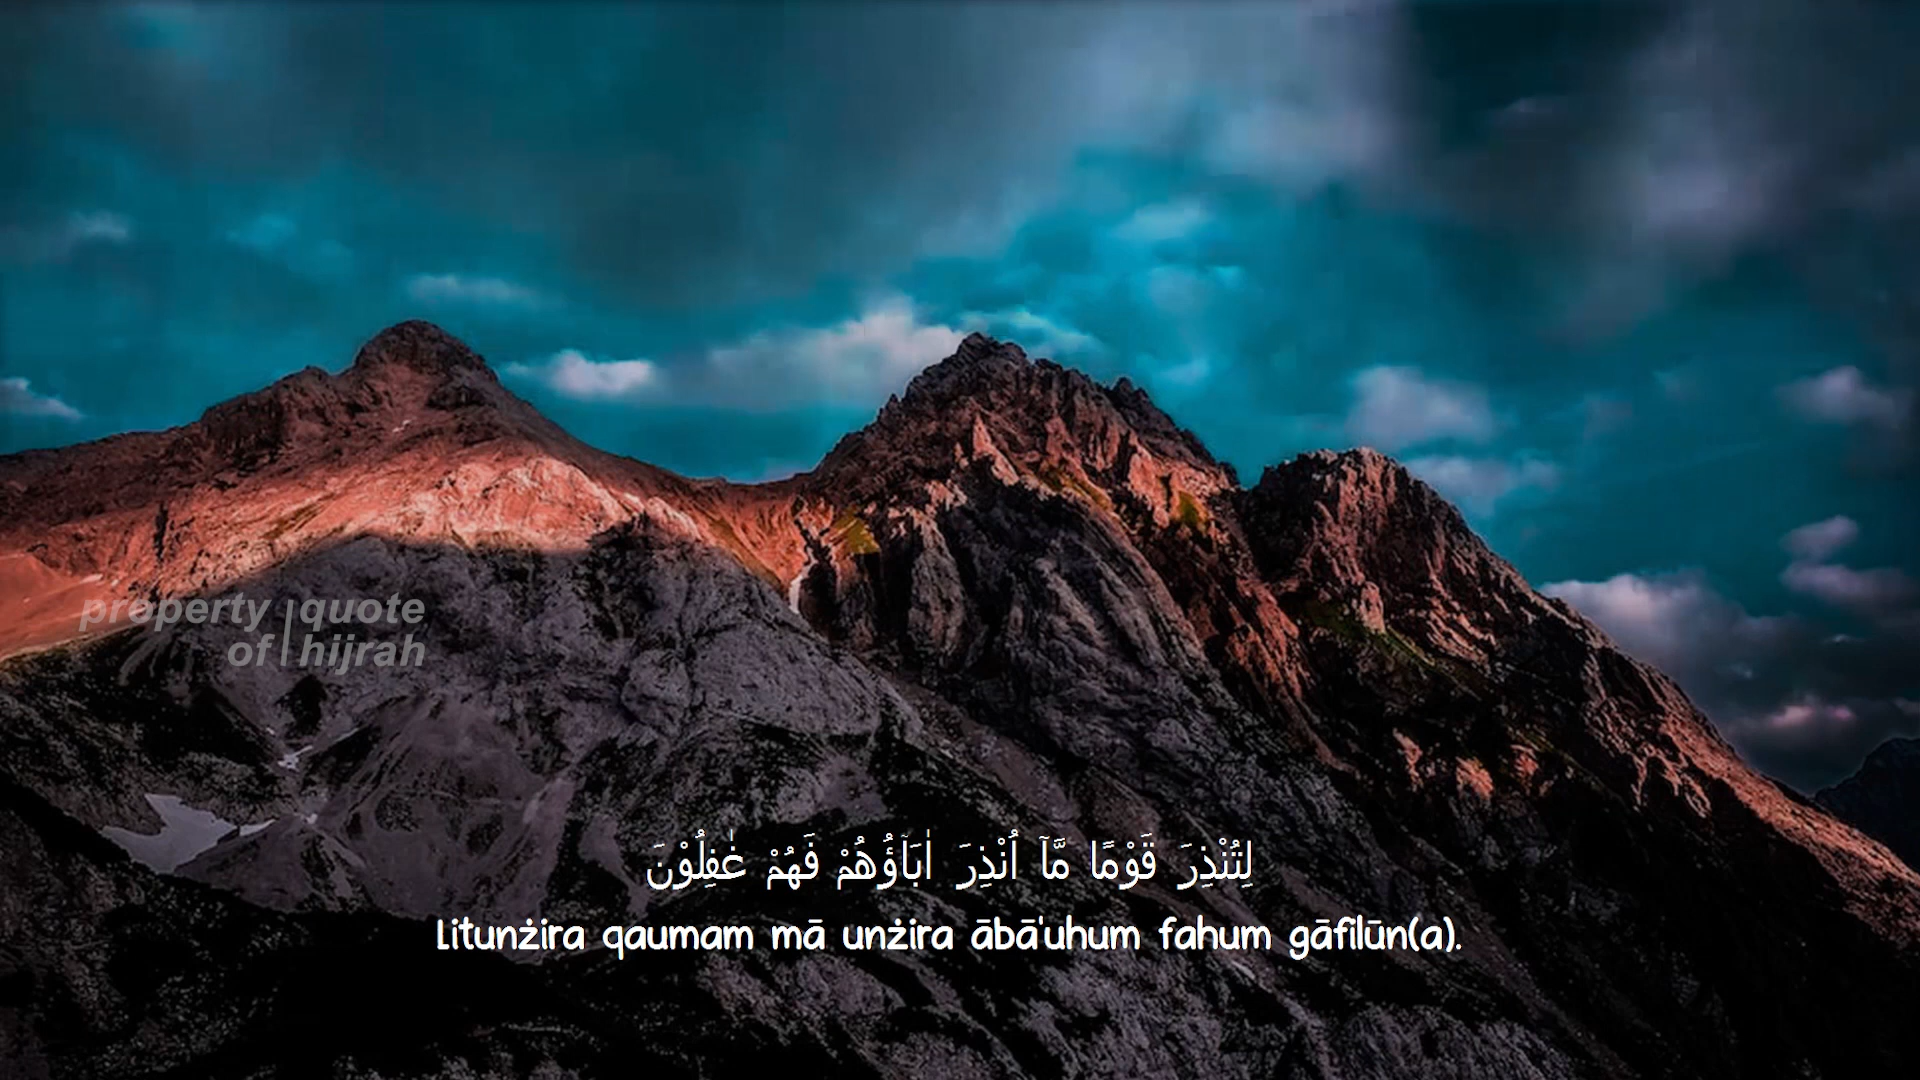 property | quote
of | hijrah
لِتُنْذِرَ قَوْمًا مَّآ اُنْذِرَ اٰبَاۤؤُهُمْ فَهُمْ غٰفِلُوْنَ
Litunżira qaumam mā unżira ābā'uhum fahum gāfilūn(a).